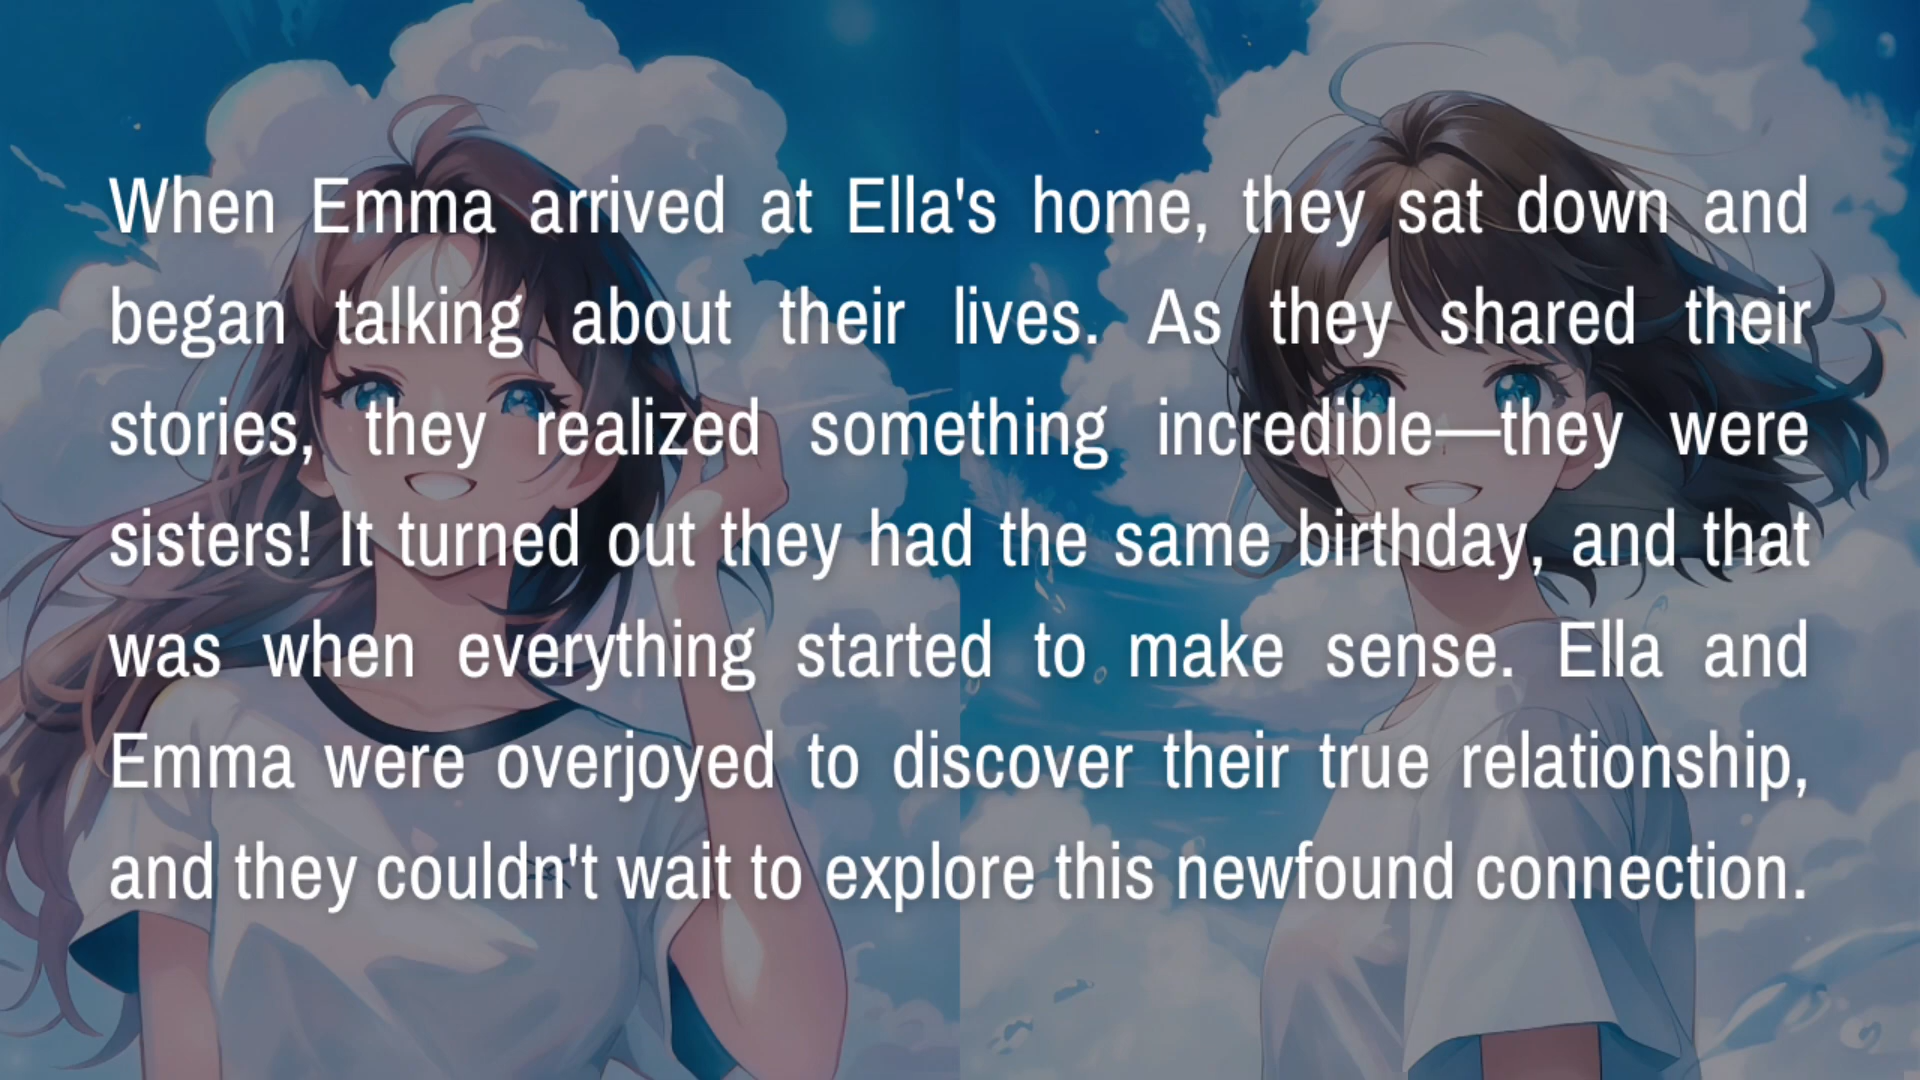 When Emma arrived at Ella's home, they sat down and
began talking about their lives. As they shared their
stories, they realized something incredible—they were
sisters! It turned out they had the same birthday, and that
was when everything started to make sense. Ella and
Emma were overjoyed to discover their true relationship,
and they couldn't wait to explore this newfound connection.